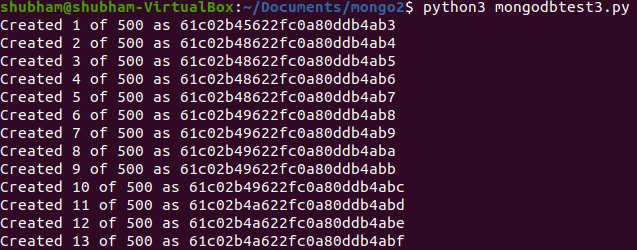 shubham@shubham-VirtualBox:~/Documents/mongo2$ python3 mongodbtest3.py
Created 1 of 500 as 61c02b45622fc0a80ddb4ab3
Created 2 of 500 as 61c02b48622fc0a80ddb4ab4
Created 3 of 500 as 61c02b48622fc0a80ddb4ab5
Created 4 of 500 as 61c02b48622fc0a80ddb4ab6
Created 5 of 500 as 61c02b48622fc0a80ddb4ab7
Created 6 of 500 as 61c02b49622fc0a80ddb4ab8
Created 7 of 500 as 61c02b49622fc0a80ddb4ab9
Created 8 of 500 as 61c02b49622fc0a80ddb4aba
Created 9 of 500 as 61c02b49622fc0a80ddb4abb
Created 10 of 500 as 61c02b49622fc0a80ddb4abc
Created 11 of 500 as 61c02b4a622fc0a80ddb4abd
Created 12 of 500 as 61c02b4a622fc0a80ddb4abe
Created 13 of 500 as 61c02b4a622fc0a80ddb4abf